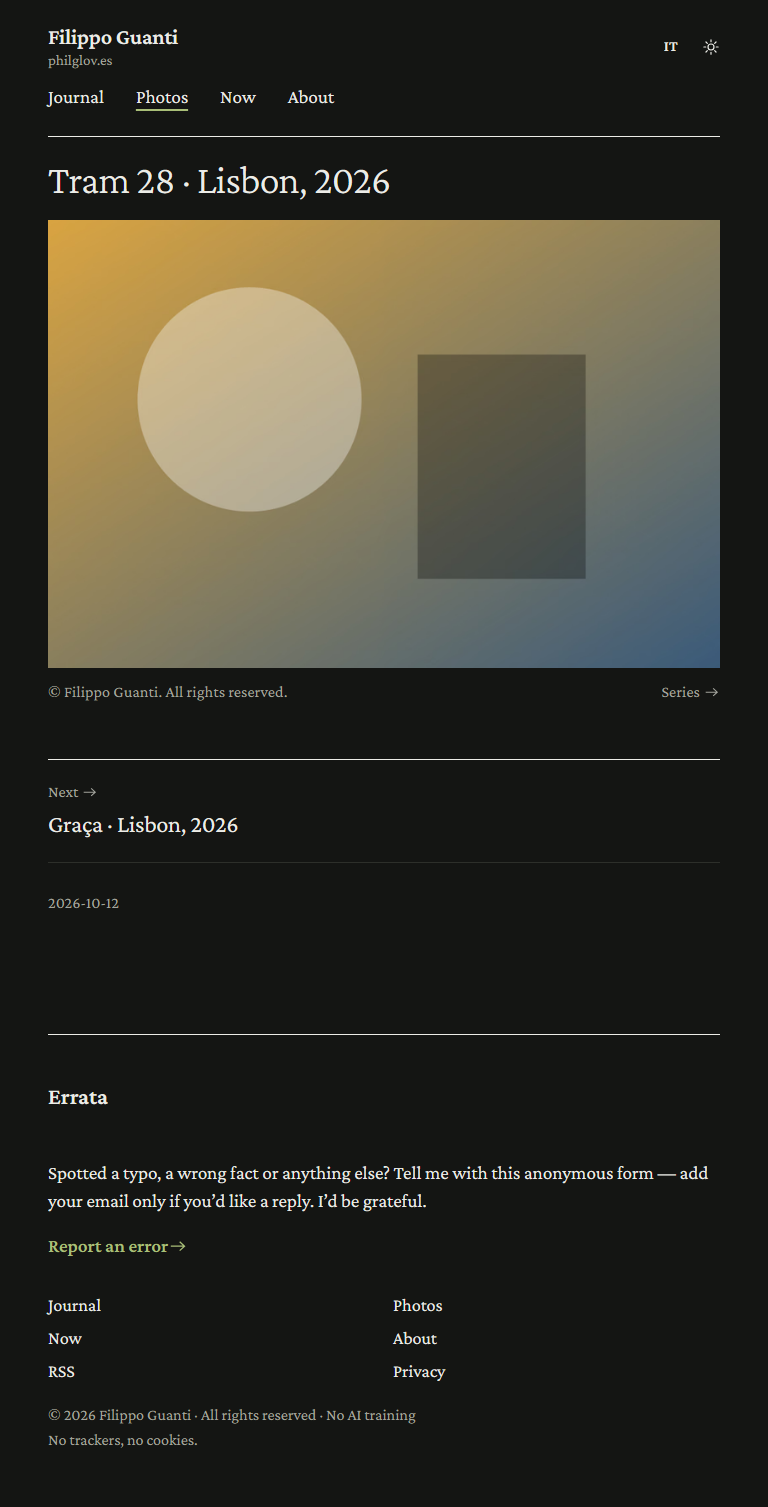 Filippo Guanti
philglov.es
IT
Journal Photos Now About
Tram 28 · Lisbon, 2026
© Filippo Guanti. All rights reserved.
Series →
Next →
Graça · Lisbon, 2026
2026-10-12
Errata
Spotted a typo, a wrong fact or anything else? Tell me with this anonymous form — add
your email only if you’d like a reply. I’d be grateful.
Report an error →
Journal Photos
Now About
RSS Privacy
© 2026 Filippo Guanti · All rights reserved · No AI training
No trackers, no cookies.